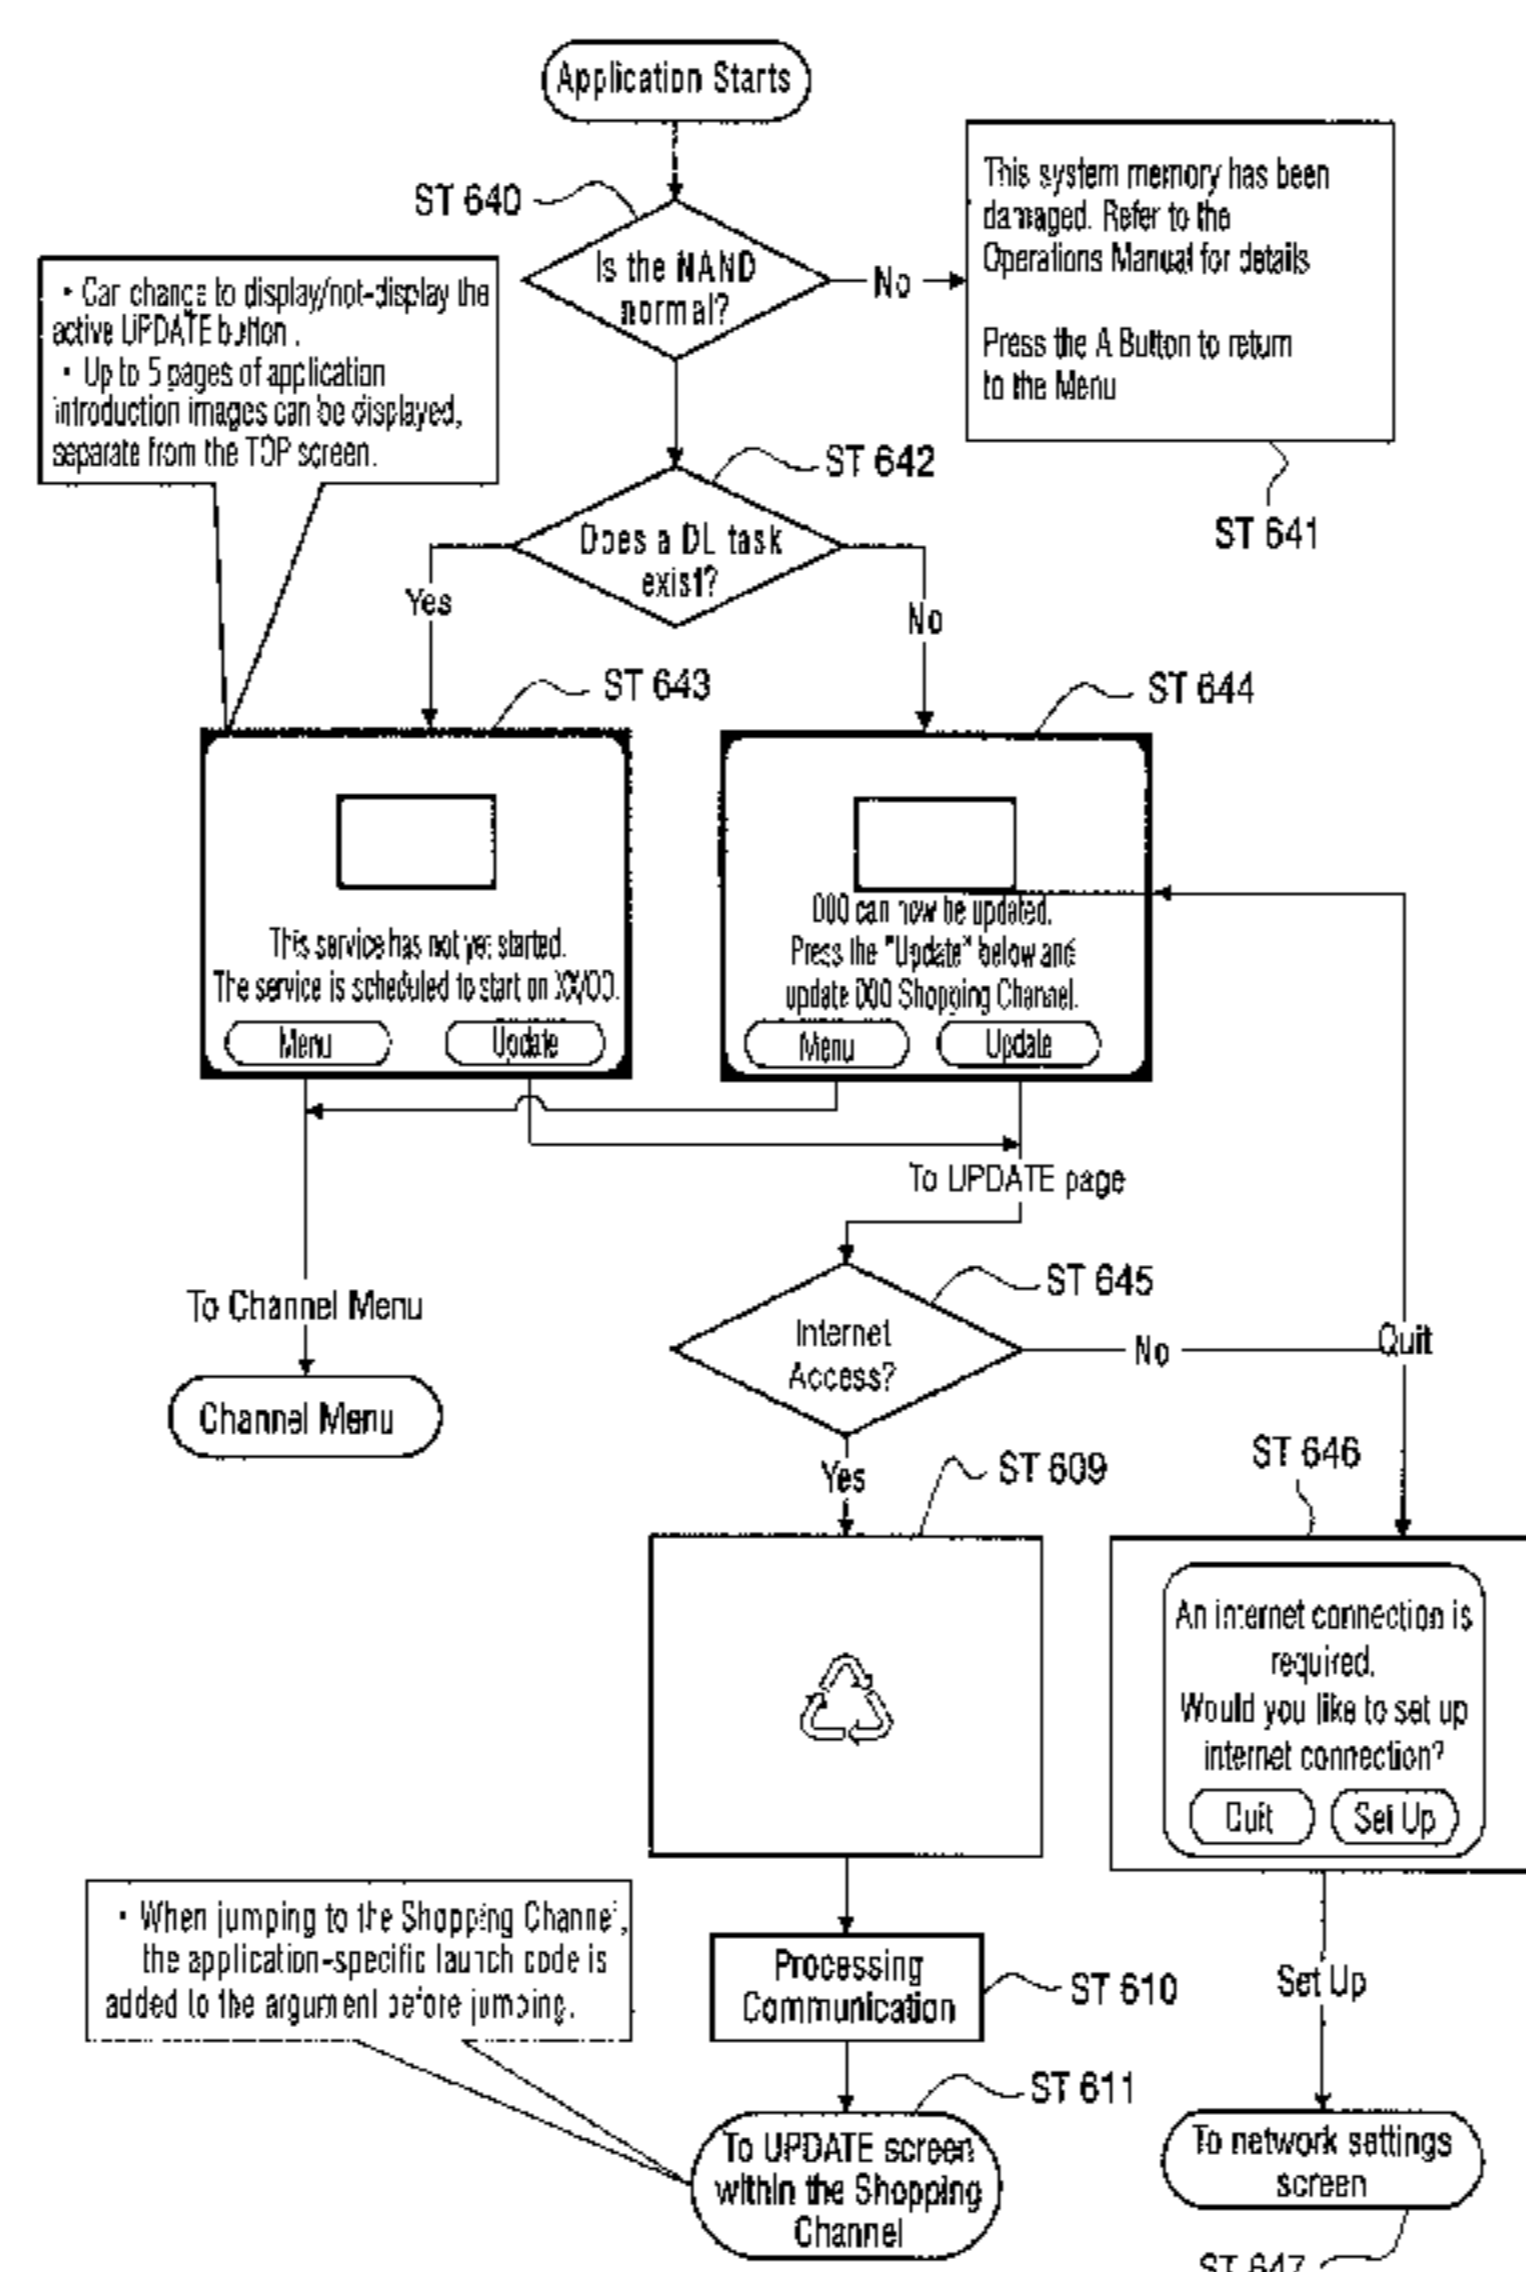 Application Starts
ST 640
Is the NAND
normal?
No
This system memory has been
damaged. Refer to the
Operations Manual for details
Press the A Button to return
to the Menu
ST 641
• Can change to display/not-display the
active UPDATE button.
• Up to 5 pages of application
introduction images can be displayed,
separate from the TOP screen.
ST 642
Does a DL task
exist?
Yes
No
ST 643
ST 644
This service has not yet started.
The service is scheduled to start on XX/OO.
Menu
Update
OOO can now be updated.
Press the "Update" below and
update OOO Shopping Channel.
Menu
Update
To UPDATE page
To Channel Menu
Channel Menu
ST 645
Internet
Access?
No
Quit
Yes
ST 609
ST 646
An internet connection is
required.
Would you like to set up
internet connection?
Quit
Set Up
• When jumping to the Shopping Channel,
the application-specific launch code is
added to the argument before jumping.
Processing
Communication
ST 610
Set Up
ST 611
To UPDATE screen
within the Shopping
Channel
To network settings
screen
ST 647